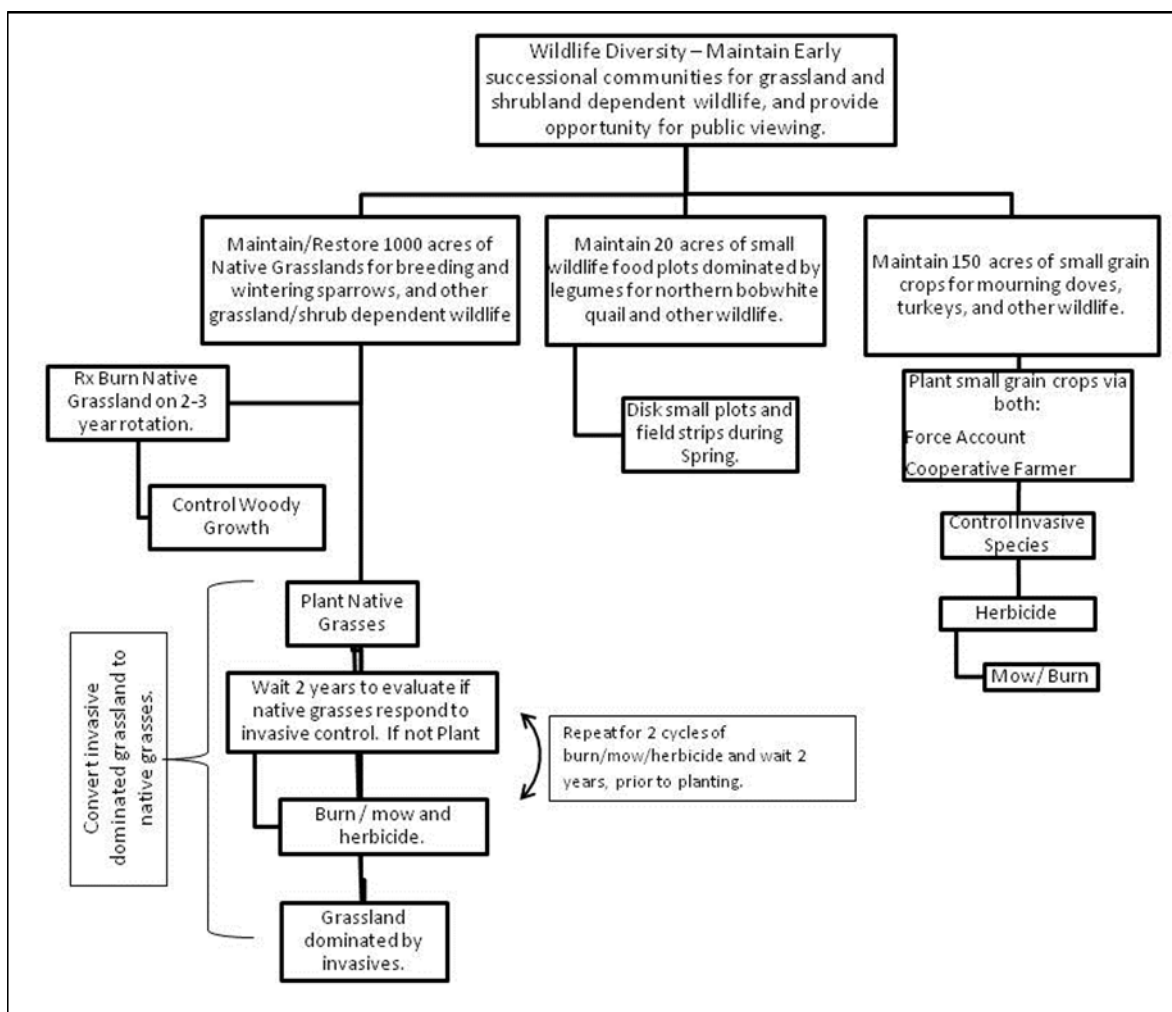 Wildlife Diversity – Maintain Early
successional communities for grassland and
shrubland dependent wildlife, and provide
opportunity for public viewing.
Maintain/Restore 1000 acres of
Native Grasslands for breeding and
wintering sparrows, and other
grassland/shrub dependent wildlife
Maintain 20 acres of small
wildlife food plots dominated by
legumes for northern bobwhite
quail and other wildlife.
Maintain 150 acres of small grain
crops for mourning doves,
turkeys, and other wildlife.
Rx Burn Native
Grassland on 2-3
year rotation.
Control Woody
Growth
Disk small plots and
field strips during
Spring.
Plant small grain crops via
both:
Force Account
Cooperative Farmer
Control Invasive
Species
Herbicide
Mow/ Burn
Convert invasive
dominated grassland to
native grasses.
Plant Native
Grasses
Wait 2 years to evaluate if
native grasses respond to
invasive control. If not Plant
Burn / mow and
herbicide.
Grassland
dominated by
invasives.
Repeat for 2 cycles of
burn/mow/herbicide and wait 2
years, prior to planting.